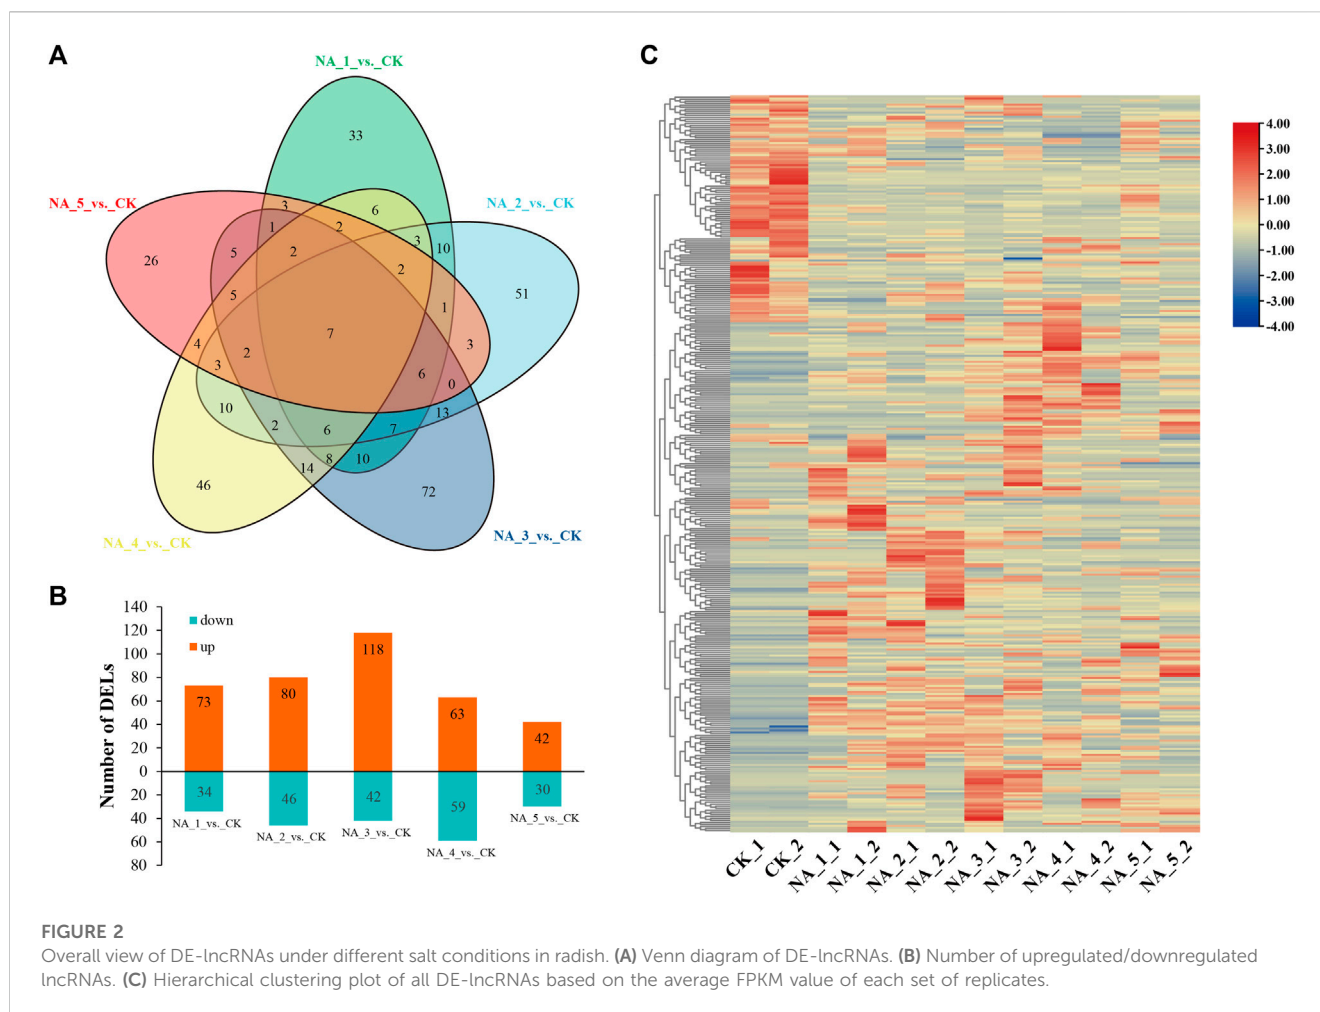 A
NA_1_vs._CK
NA_5_vs._CK
NA_2_vs._CK
NA_4_vs._CK
NA_3_vs._CK
33
3
6
1
2
3
10
5
2
2
26
51
5
1
7
4
2
3
3
6
0
10
13
2
6
7
14
8
10
46
72
B
Number of DELs
140
120
100
80
60
40
20
0
20
40
60
80
down
up
73
80
118
63
42
34
46
42
59
30
NA_1_vs._CK
NA_2_vs._CK
NA_3_vs._CK
NA_4_vs._CK
NA_5_vs._CK
C
4.00
3.00
2.00
1.00
0.00
-1.00
-2.00
-3.00
-4.00
CK_1
CK_2
NA_1_1
NA_1_2
NA_2_1
NA_2_2
NA_3_1
NA_3_2
NA_4_1
NA_4_2
NA_5_1
NA_5_2
FIGURE 2
Overall view of DE-lncRNAs under different salt conditions in radish. (A) Venn diagram of DE-lncRNAs. (B) Number of upregulated/downregulated
lncRNAs. (C) Hierarchical clustering plot of all DE-lncRNAs based on the average FPKM value of each set of replicates.